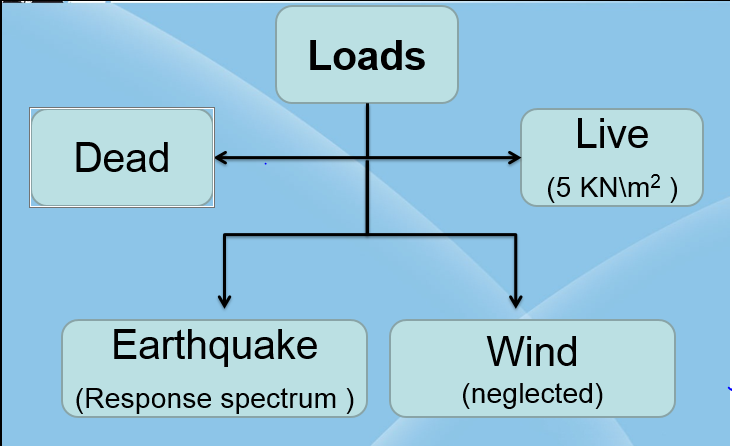 Loads
Dead
Live
(5 KN\m² )
Earthquake
(Response spectrum )
Wind
(neglected)